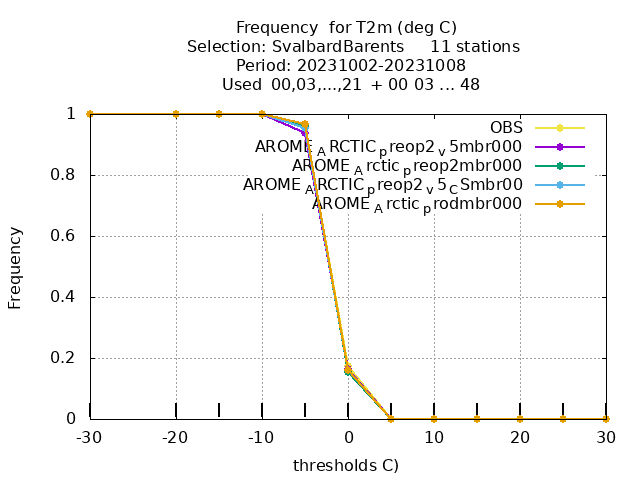 Frequency  for T2m (deg C)
Selection: SvalbardBarents     11 stations
Period: 20231002-20231008
Used  00,03,...,21  + 00 03 ... 48
1
0.8
0.6
0.4
0.2
0
Frequency
OBS
AROME_ARCTIC_preop2_v5mbr000
AROME_Arctic_preop2mbr000
AROME_ARCTIC_preop2_v5_CSmbr00
AROME_Arctic_prodmbr000
-30 -20 -10 0 10 20 30
thresholds C)